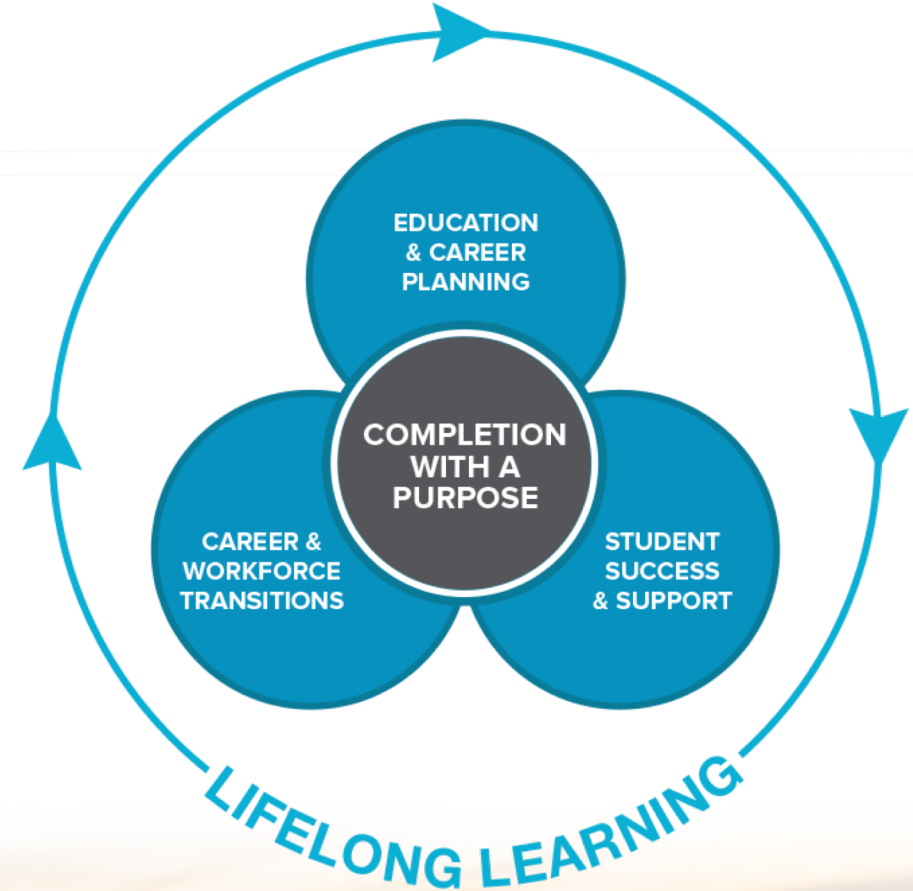 EDUCATION
& CAREER
PLANNING
COMPLETION
WITH A
PURPOSE
CAREER &
WORKFORCE
TRANSITIONS
STUDENT
SUCCESS
& SUPPORT
LIFELONG LEARNING